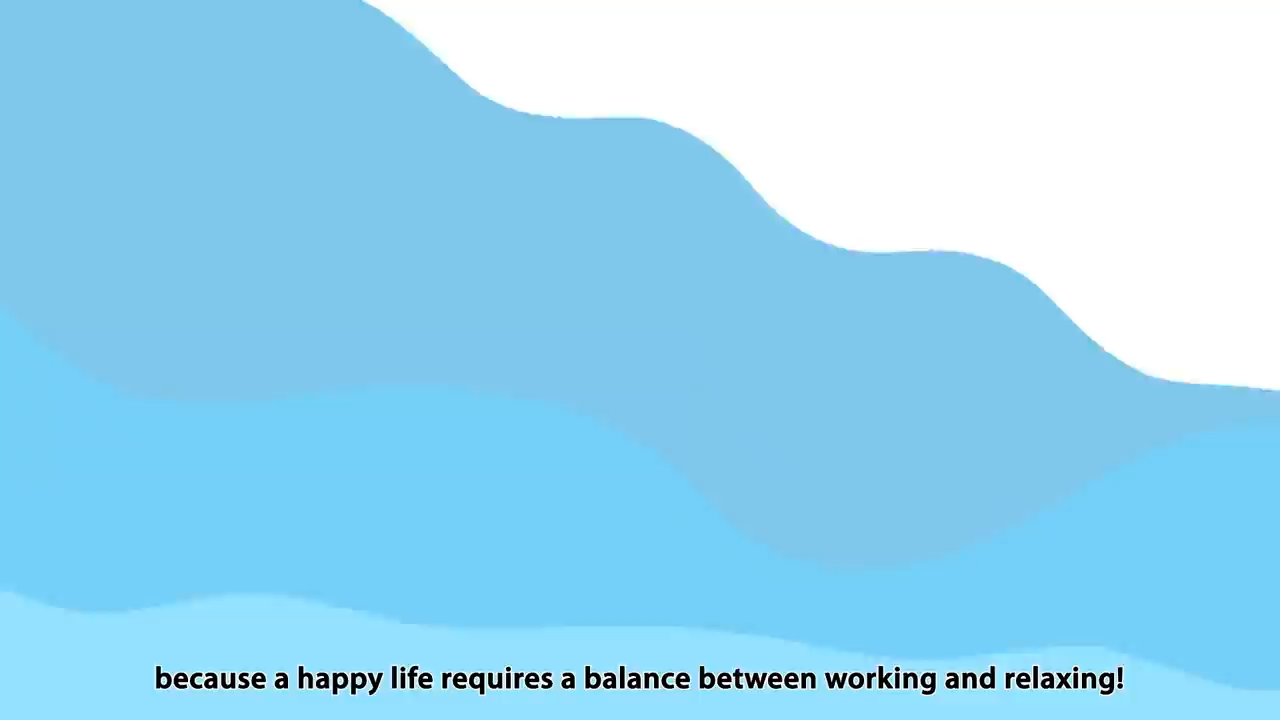 because a happy life requires a balance between working and relaxing!